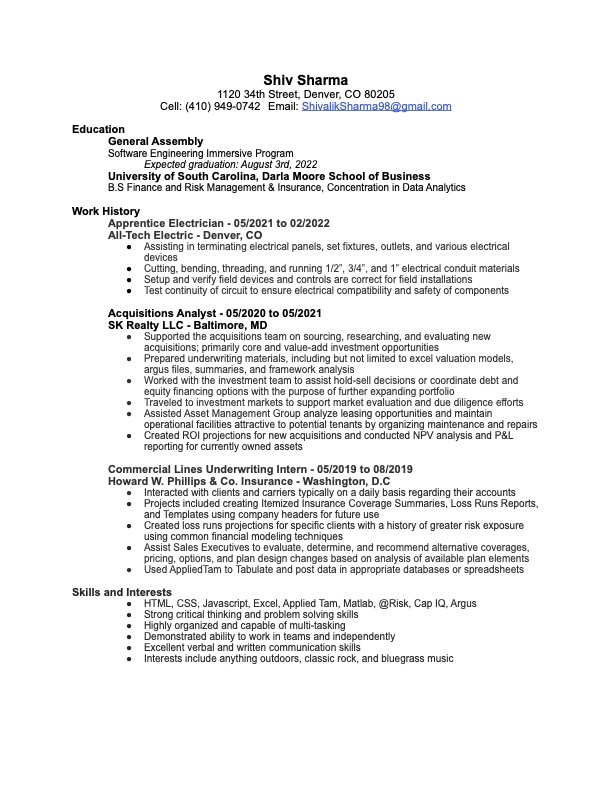 Shiv Sharma
1120 34th Street, Denver, CO 80205
Cell: (410) 949-0742 Email: ShivalikSharma98@gmail.com
Education
General Assembly
Software Engineering Immersive Program
Expected graduation: August 3rd, 2022
University of South Carolina, Darla Moore School of Business
B.S Finance and Risk Management & Insurance, Concentration in Data Analytics
Work History
Apprentice Electrician - 05/2021 to 02/2022
All-Tech Electric - Denver, CO
● Assisting in terminating electrical panels, set fixtures, outlets, and various electrical
devices
● Cutting, bending, threading, and running 1/2”, 3/4”, and 1” electrical conduit materials
● Setup and verify field devices and controls are correct for field installations
● Test continuity of circuit to ensure electrical compatibility and safety of components
Acquisitions Analyst - 05/2020 to 05/2021
SK Realty LLC - Baltimore, MD
● Supported the acquisitions team on sourcing, researching, and evaluating new
acquisitions; primarily core and value-add investment opportunities
● Prepared underwriting materials, including but not limited to excel valuation models,
argus files, summaries, and framework analysis
● Worked with the investment team to assist hold-sell decisions or coordinate debt and
equity financing options with the purpose of further expanding portfolio
● Traveled to investment markets to support market evaluation and due diligence efforts
● Assisted Asset Management Group analyze leasing opportunities and maintain
operational facilities attractive to potential tenants by organizing maintenance and repairs
● Created ROI projections for new acquisitions and conducted NPV analysis and P&L
reporting for currently owned assets
Commercial Lines Underwriting Intern - 05/2019 to 08/2019
Howard W. Phillips & Co. Insurance - Washington, D.C
● Interacted with clients and carriers typically on a daily basis regarding their accounts
● Projects included creating Itemized Insurance Coverage Summaries, Loss Runs Reports,
and Templates using company headers for future use
● Created loss runs projections for specific clients with a history of greater risk exposure
using common financial modeling techniques
● Assist Sales Executives to evaluate, determine, and recommend alternative coverages,
pricing, options, and plan design changes based on analysis of available plan elements
● Used AppliedTam to Tabulate and post data in appropriate databases or spreadsheets
Skills and Interests
● HTML, CSS, Javascript, Excel, Applied Tam, Matlab, @Risk, Cap IQ, Argus
● Strong critical thinking and problem solving skills
● Highly organized and capable of multi-tasking
● Demonstrated ability to work in teams and independently
● Excellent verbal and written communication skills
● Interests include anything outdoors, classic rock, and bluegrass music